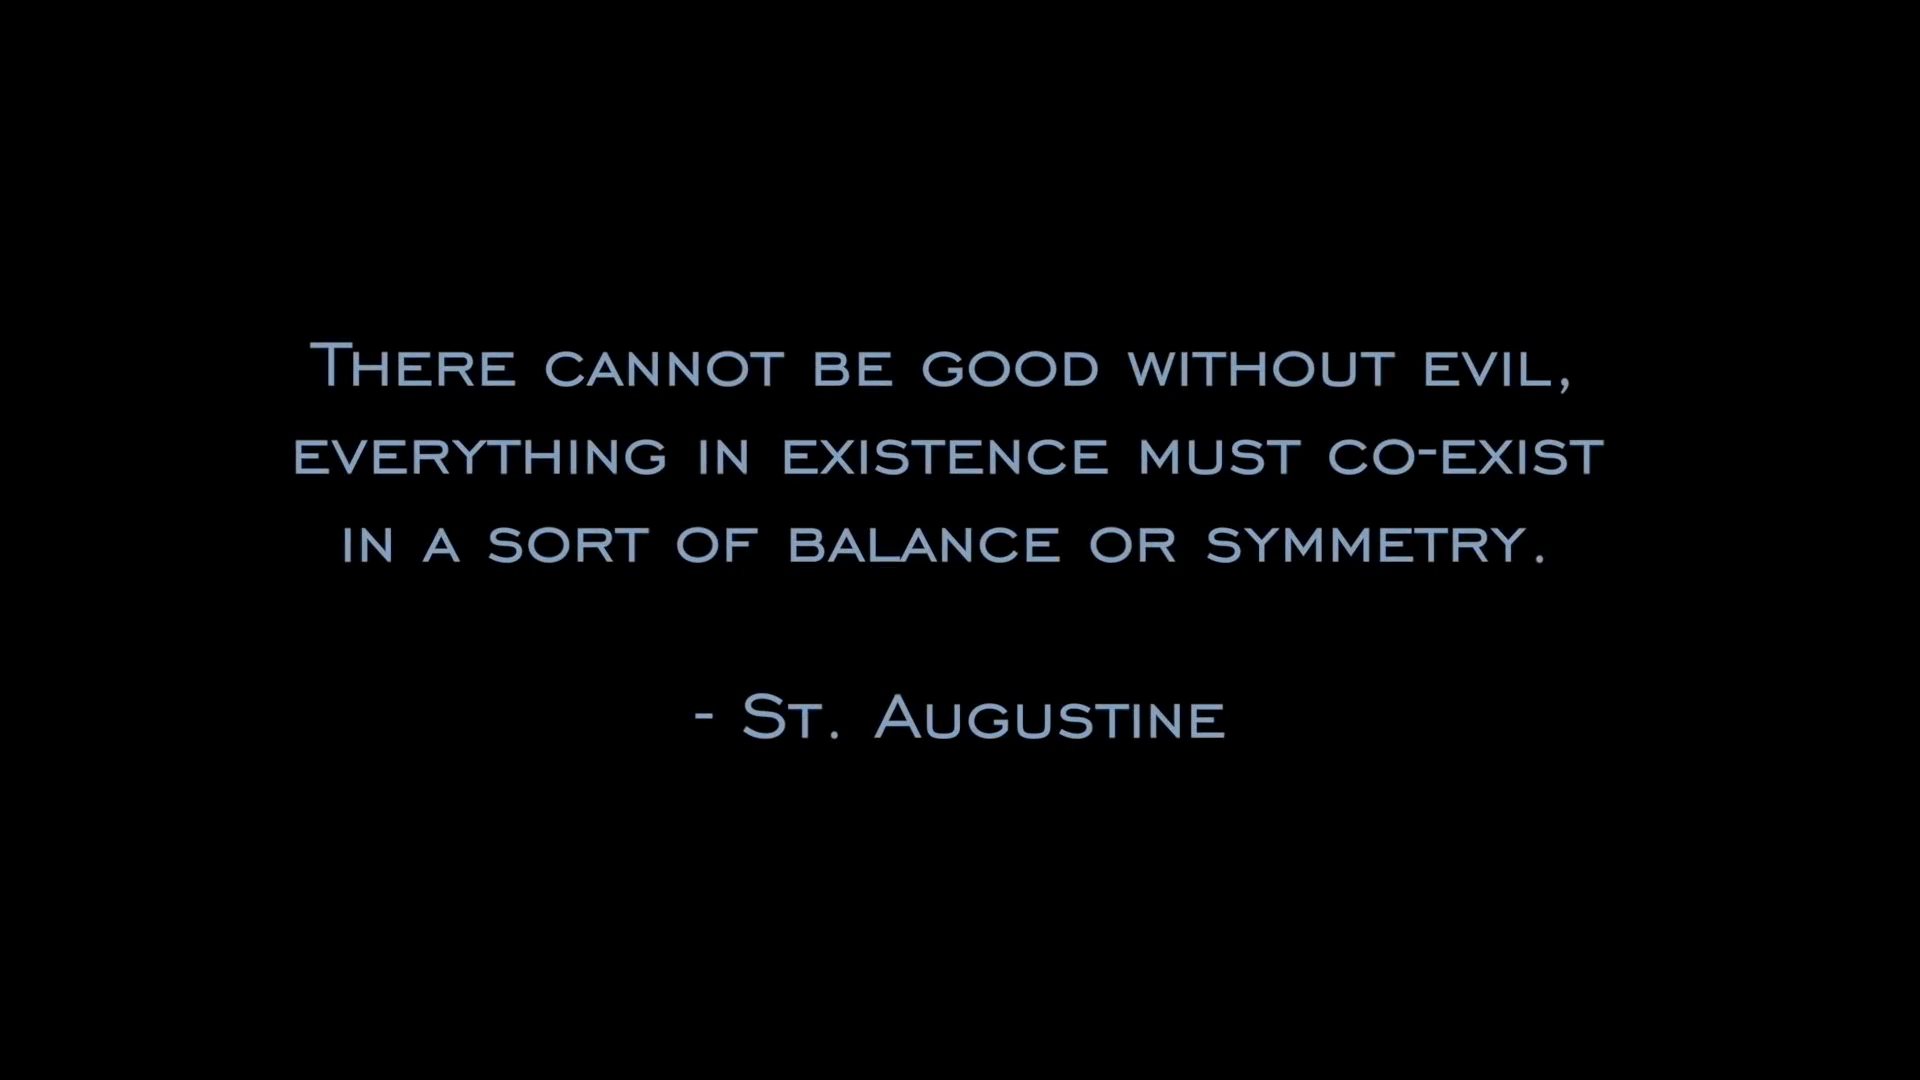 There cannot be good without evil,
everything in existence must co-exist
in a sort of balance or symmetry.
- St. Augustine